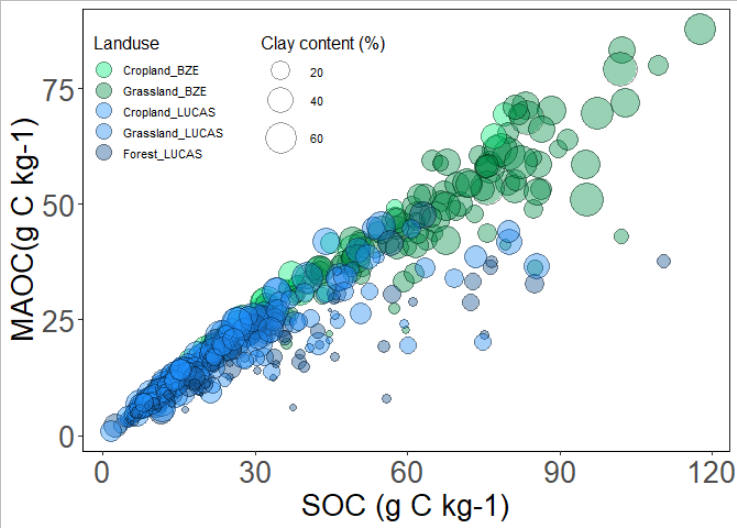 Landuse
Cropland_BZE
Grassland_BZE
Cropland_LUCAS
Grassland_LUCAS
Forest_LUCAS
Clay content (%)
20
40
60
MAOC(g C kg-1)
75
50
25
0
0 30 60 90 120
SOC (g C kg-1)